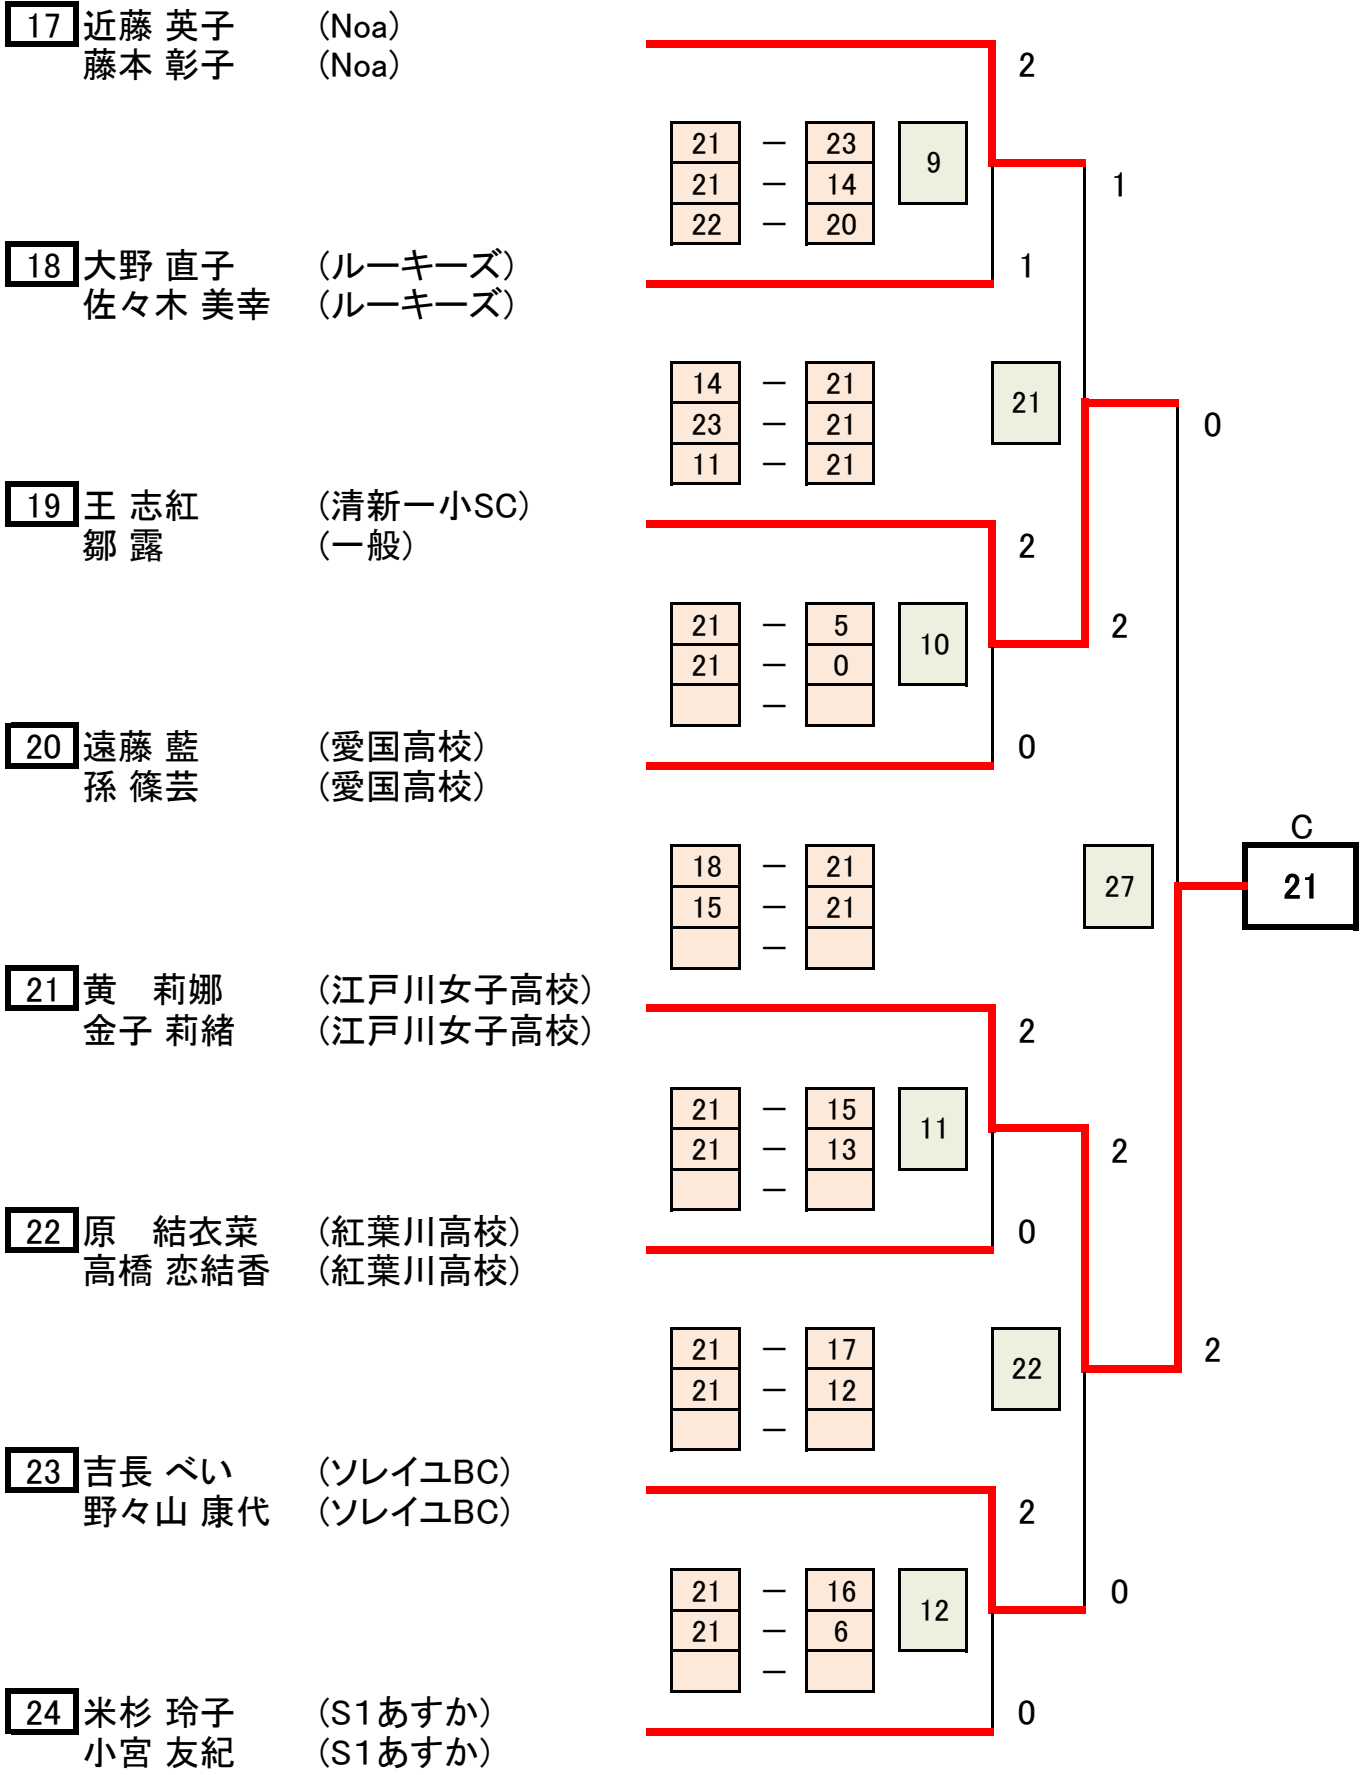 17 近藤 英子 (Noa)
藤本 彰子 (Noa)
2
21 － 23
9
21 － 14
1
22 － 20
18 大野 直子 (ルーキーズ)
1
佐々木 美幸 (ルーキーズ)
14 － 21
21
23 － 21
0
11 － 21
19 王 志紅 (清新一小SC)
鄒 露 (一般)
2
21 － 5
2
10
21 － 0
－
20 遠藤 藍 (愛国高校)
0
孫 篠芸 (愛国高校)
C
18 － 21
27
21
15 － 21
－
21 黄　莉娜 (江戸川女子高校)
金子 莉緒 (江戸川女子高校)
2
21 － 15
11
21 － 13
2
－
22 原　結衣菜 (紅葉川高校)
0
高橋 恋結香 (紅葉川高校)
21 － 17
2
22
21 － 12
－
23 吉長 べい (ソレイユBC)
野々山 康代 (ソレイユBC)
2
21 － 16
0
12
21 － 6
－
24 米杉 玲子 (S1あすか)
0
小宮 友紀 (S1あすか)